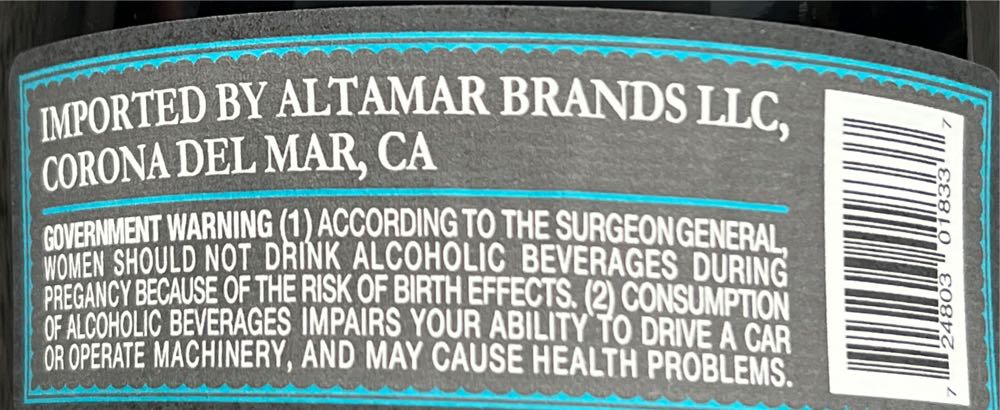 IMPORTED BY ALTAMAR BRANDS LLC,
CORONA DEL MAR, CA
GOVERNMENT WARNING (1) ACCORDING TO THE SURGEON GENERAL,
WOMEN SHOULD NOT DRINK ALCOHOLIC BEVERAGES DURING
PREGANCY BECAUSE OF THE RISK OF BIRTH EFFECTS. (2) CONSUMPTION
OF ALCOHOLIC BEVERAGES IMPAIRS YOUR ABILITY TO DRIVE A CAR
OR OPERATE MACHINERY, AND MAY CAUSE HEALTH PROBLEMS.
7 24803 01833 7